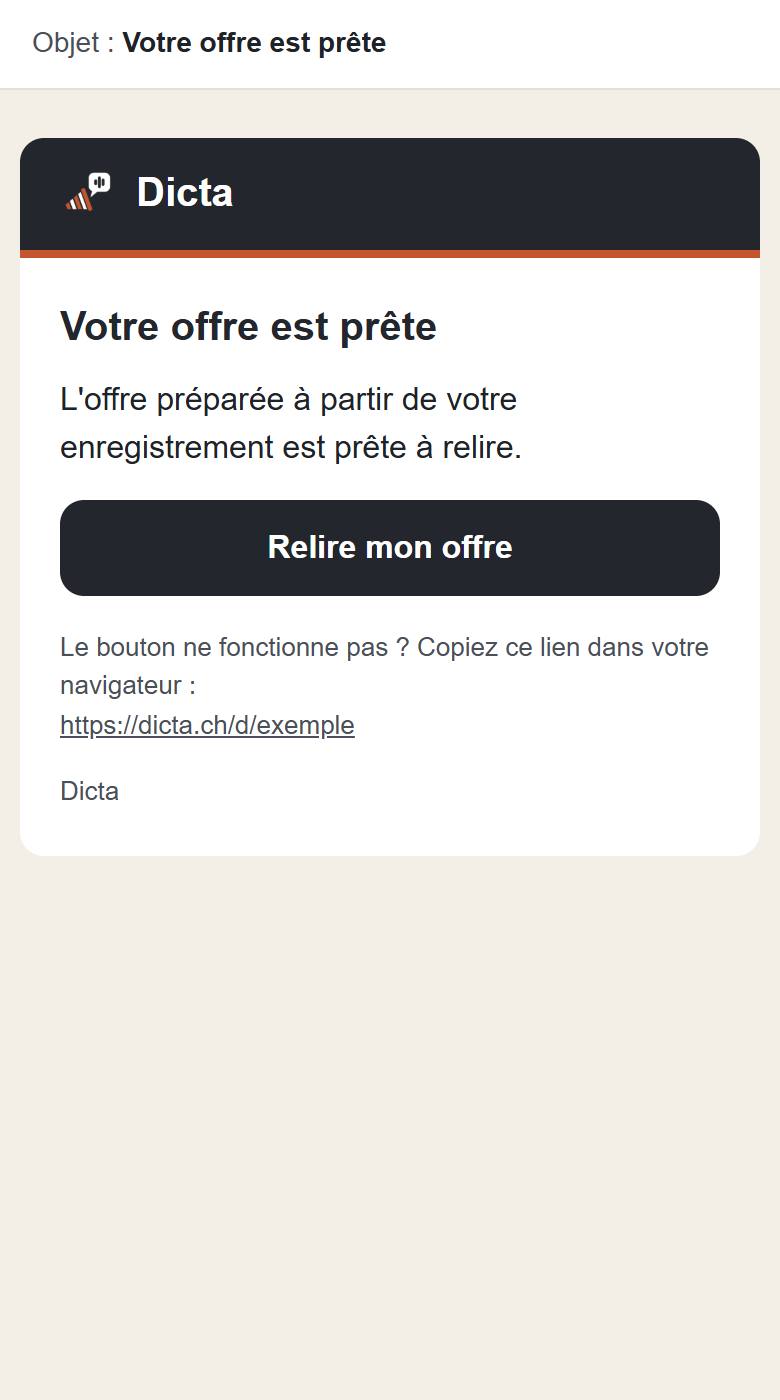 Objet : Votre offre est prête
Dicta
Votre offre est prête
L'offre préparée à partir de votre
enregistrement est prête à relire.
Relire mon offre
Le bouton ne fonctionne pas ? Copiez ce lien dans votre
navigateur :
https://dicta.ch/d/exemple
Dicta